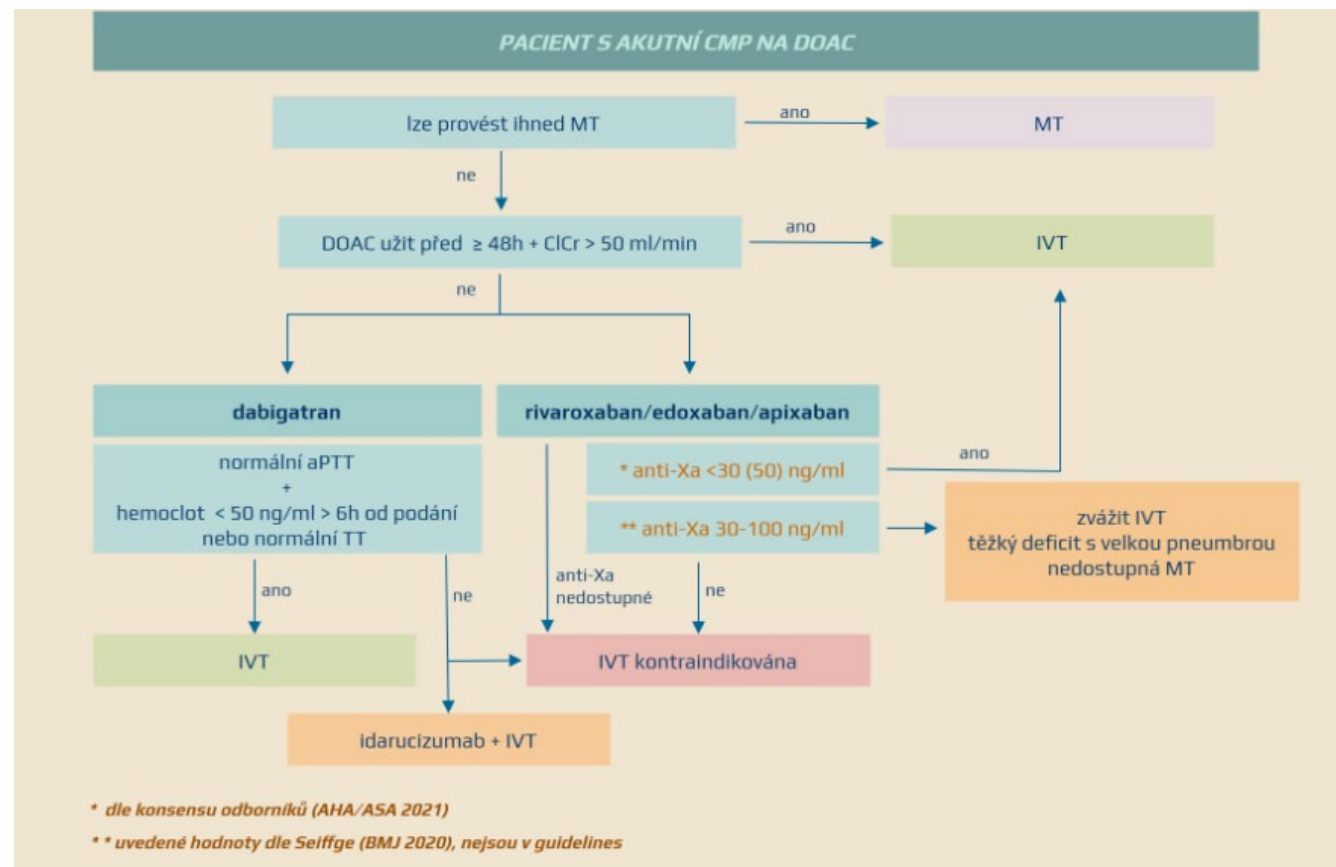 PACIENT S AKUTNÍ CMP NA DOAC
lze provést ihned MT
ano
MT
ne
DOAC užit před ≥ 48h + ClCr > 50 ml/min
ano
IVT
ne
dabigatran
normální aPTT
+
hemoclot < 50 ng/ml > 6h od podání
nebo normální TT
rivaroxaban/edoxaban/apixaban
* anti-Xa <30 (50) ng/ml
ano
** anti-Xa 30-100 ng/ml
zvážit IVT
těžký deficit s velkou pneumbrou
nedostupná MT
ano
ne
anti-Xa
nedostupné
ne
IVT
IVT kontraindikována
idarucizumab + IVT
* dle konsensu odborníků (AHA/ASA 2021)
* * uvedené hodnoty dle Seiffge (BMJ 2020), nejsou v guidelines